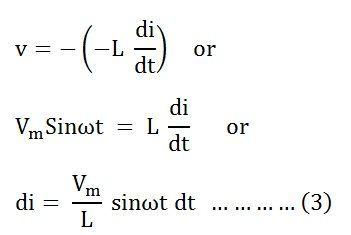 v = −(−L di/dt) or
VₘSinωt = L di/dt or
di = Vₘ/L sinωt dt … … … … (3)